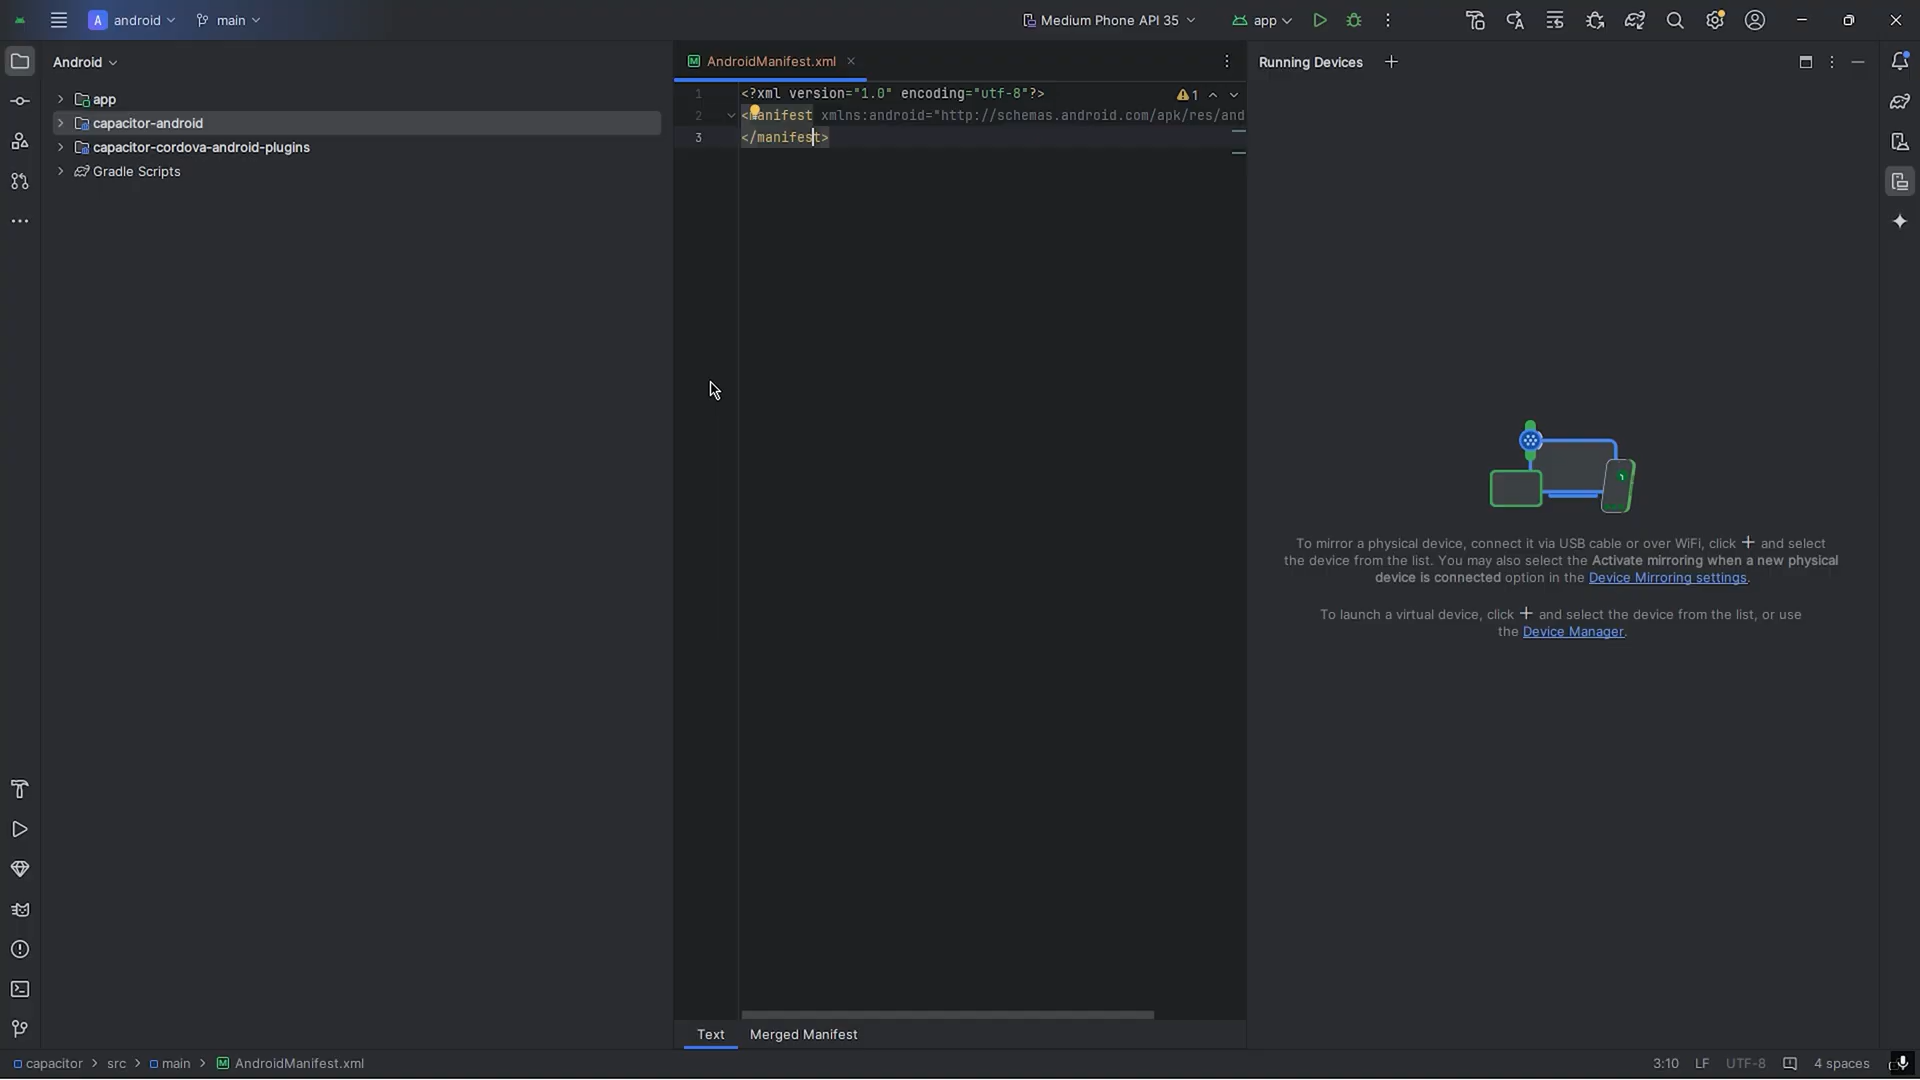 A android main Medium Phone API 35 app
Android
app
capacitor-android
capacitor-cordova-android-plugins
Gradle Scripts
AndroidManifest.xml
1 <?xml version="1.0" encoding="utf-8"?> 1
2 <manifest xmlns:android="http://schemas.android.com/apk/res/and
3 </manifest>
Text Merged Manifest
Running Devices
To mirror a physical device, connect it via USB cable or over WiFi, click + and select
the device from the list. You may also select the Activate mirroring when a new physical
device is connected option in the Device Mirroring settings.
To launch a virtual device, click + and select the device from the list, or use
the Device Manager.
capacitor > src > main > AndroidManifest.xml
3:10 LF UTF-8 4 spaces